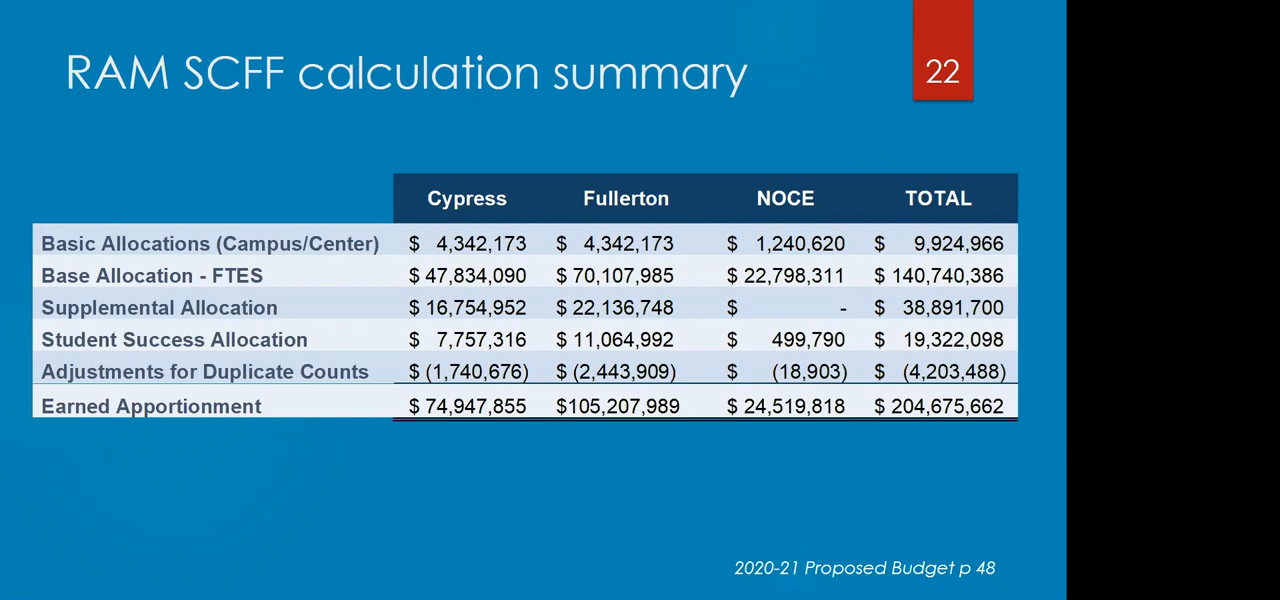 RAM SCFF calculation summary
22
Cypress Fullerton NOCE TOTAL
Basic Allocations (Campus/Center) $ 4,342,173 $ 4,342,173 $ 1,240,620 $ 9,924,966
Base Allocation - FTES $ 47,834,090 $ 70,107,985 $ 22,798,311 $ 140,740,386
Supplemental Allocation $ 16,754,952 $ 22,136,748 $ - $ 38,891,700
Student Success Allocation $ 7,757,316 $ 11,064,992 $ 499,790 $ 19,322,098
Adjustments for Duplicate Counts $ (1,740,676) $ (2,443,909) $ (18,903) $ (4,203,488)
Earned Apportionment $ 74,947,855 $105,207,989 $ 24,519,818 $ 204,675,662
2020-21 Proposed Budget p 48